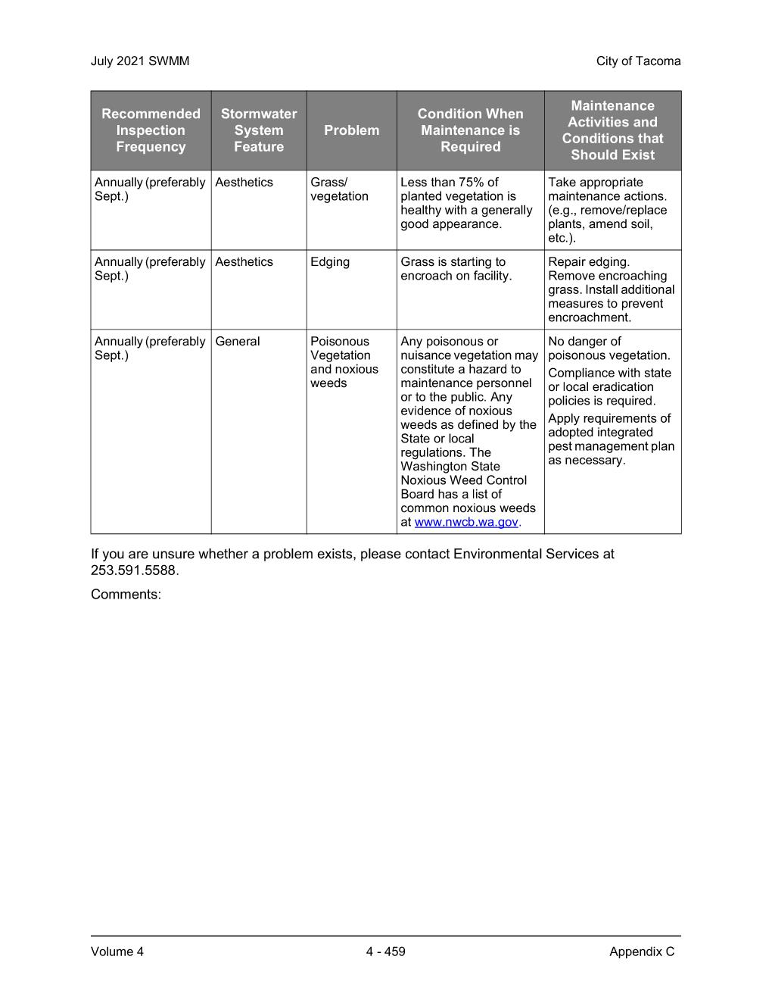 July 2021 SWMM
City of Tacoma
Recommended
Inspection
Frequency
Stormwater
System
Feature
Problem
Condition When
Maintenance is
Required
Maintenance
Activities and
Conditions that
Should Exist
Annually (preferably
Sept.)
Aesthetics
Grass/
vegetation
Less than 75% of
planted vegetation is
healthy with a generally
good appearance.
Take appropriate
maintenance actions.
(e.g., remove/replace
plants, amend soil,
etc.).
Annually (preferably
Sept.)
Aesthetics
Edging
Grass is starting to
encroach on facility.
Repair edging.
Remove encroaching
grass. Install additional
measures to prevent
encroachment.
Annually (preferably
Sept.)
General
Poisonous
Vegetation
and noxious
weeds
Any poisonous or
nuisance vegetation may
constitute a hazard to
maintenance personnel
or to the public. Any
evidence of noxious
weeds as defined by the
State or local
regulations. The
Washington State
Noxious Weed Control
Board has a list of
common noxious weeds
at www.nwcb.wa.gov.
No danger of
poisonous vegetation.
Compliance with state
or local eradication
policies is required.
Apply requirements of
adopted integrated
pest management plan
as necessary.
If you are unsure whether a problem exists, please contact Environmental Services at
253.591.5588.
Comments:
Volume 4
4 - 459
Appendix C